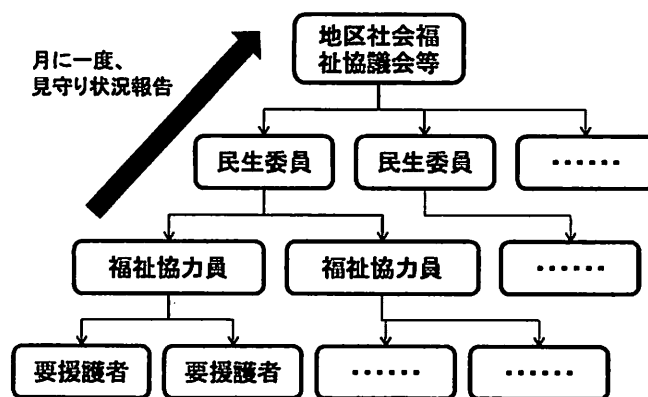 地区社会福
祉協議会等
月に一度、
見守り状況報告
民生委員
民生委員
……
福祉協力員
福祉協力員
……
要援護者
要援護者
……
……